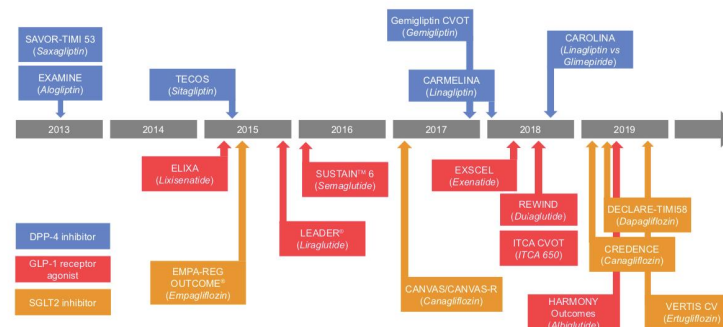 SAVOR-TIMI 53
(Saxagliptin)
EXAMINE
(Alogliptin)
TECOS
(Sitagliptin)
Gemigliptin CVOT
(Gemigliptin)
CARMELINA
(Linagliptin)
CAROLINA
(Linagliptin vs
Glimepiride)
2013
2014
2015
2016
2017
2018
2019
ELIXA
(Lixisenatide)
SUSTAIN™ 6
(Semaglutide)
EXSCEL
(Exenatide)
REWIND
(Dulaglutide)
DECLARE-TIMI58
(Dapagliflozin)
LEADER®
(Liraglutide)
ITCA CVOT
(ITCA 650)
CREDENCE
(Canagliflozin)
DPP-4 inhibitor
GLP-1 receptor
agonist
SGLT2 inhibitor
EMPA-REG
OUTCOME®
(Empagliflozin)
CANVAS/CANVAS-R
(Canagliflozin)
HARMONY
Outcomes
(Albiglutide)
VERTIS CV
(Ertugliflozin)